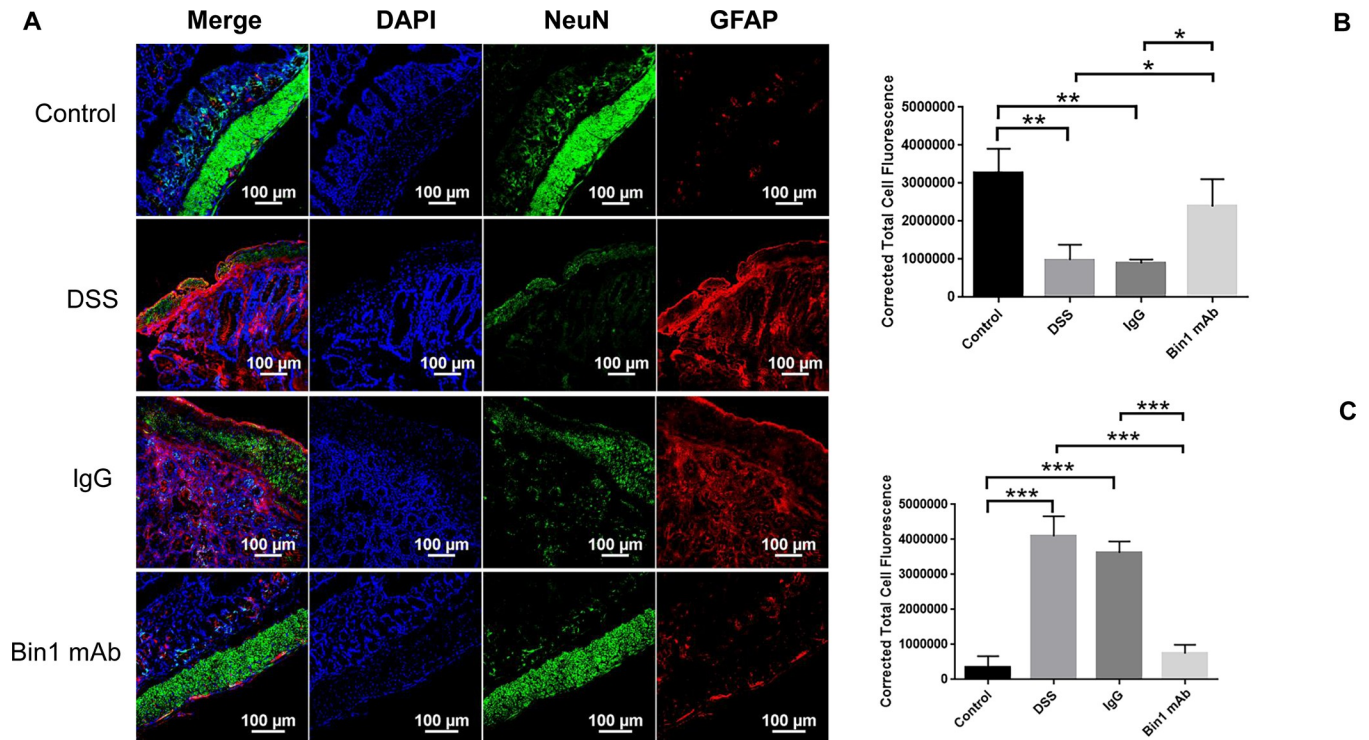 A
Merge DAPI NeuN GFAP
Control
100 µm 100 µm 100 µm 100 µm
DSS
100 µm 100 µm 100 µm 100 µm
IgG
100 µm 100 µm 100 µm 100 µm
Bin1 mAb
100 µm 100 µm 100 µm 100 µm
B
*
*
**
**
Corrected Total Cell Fluorescence
5000000
4000000
3000000
2000000
1000000
0
Control DSS IgG Bin1 mAb
C
***
***
***
***
Corrected Total Cell Fluorescence
5000000
4000000
3000000
2000000
1000000
0
Control DSS IgG Bin1 mAb